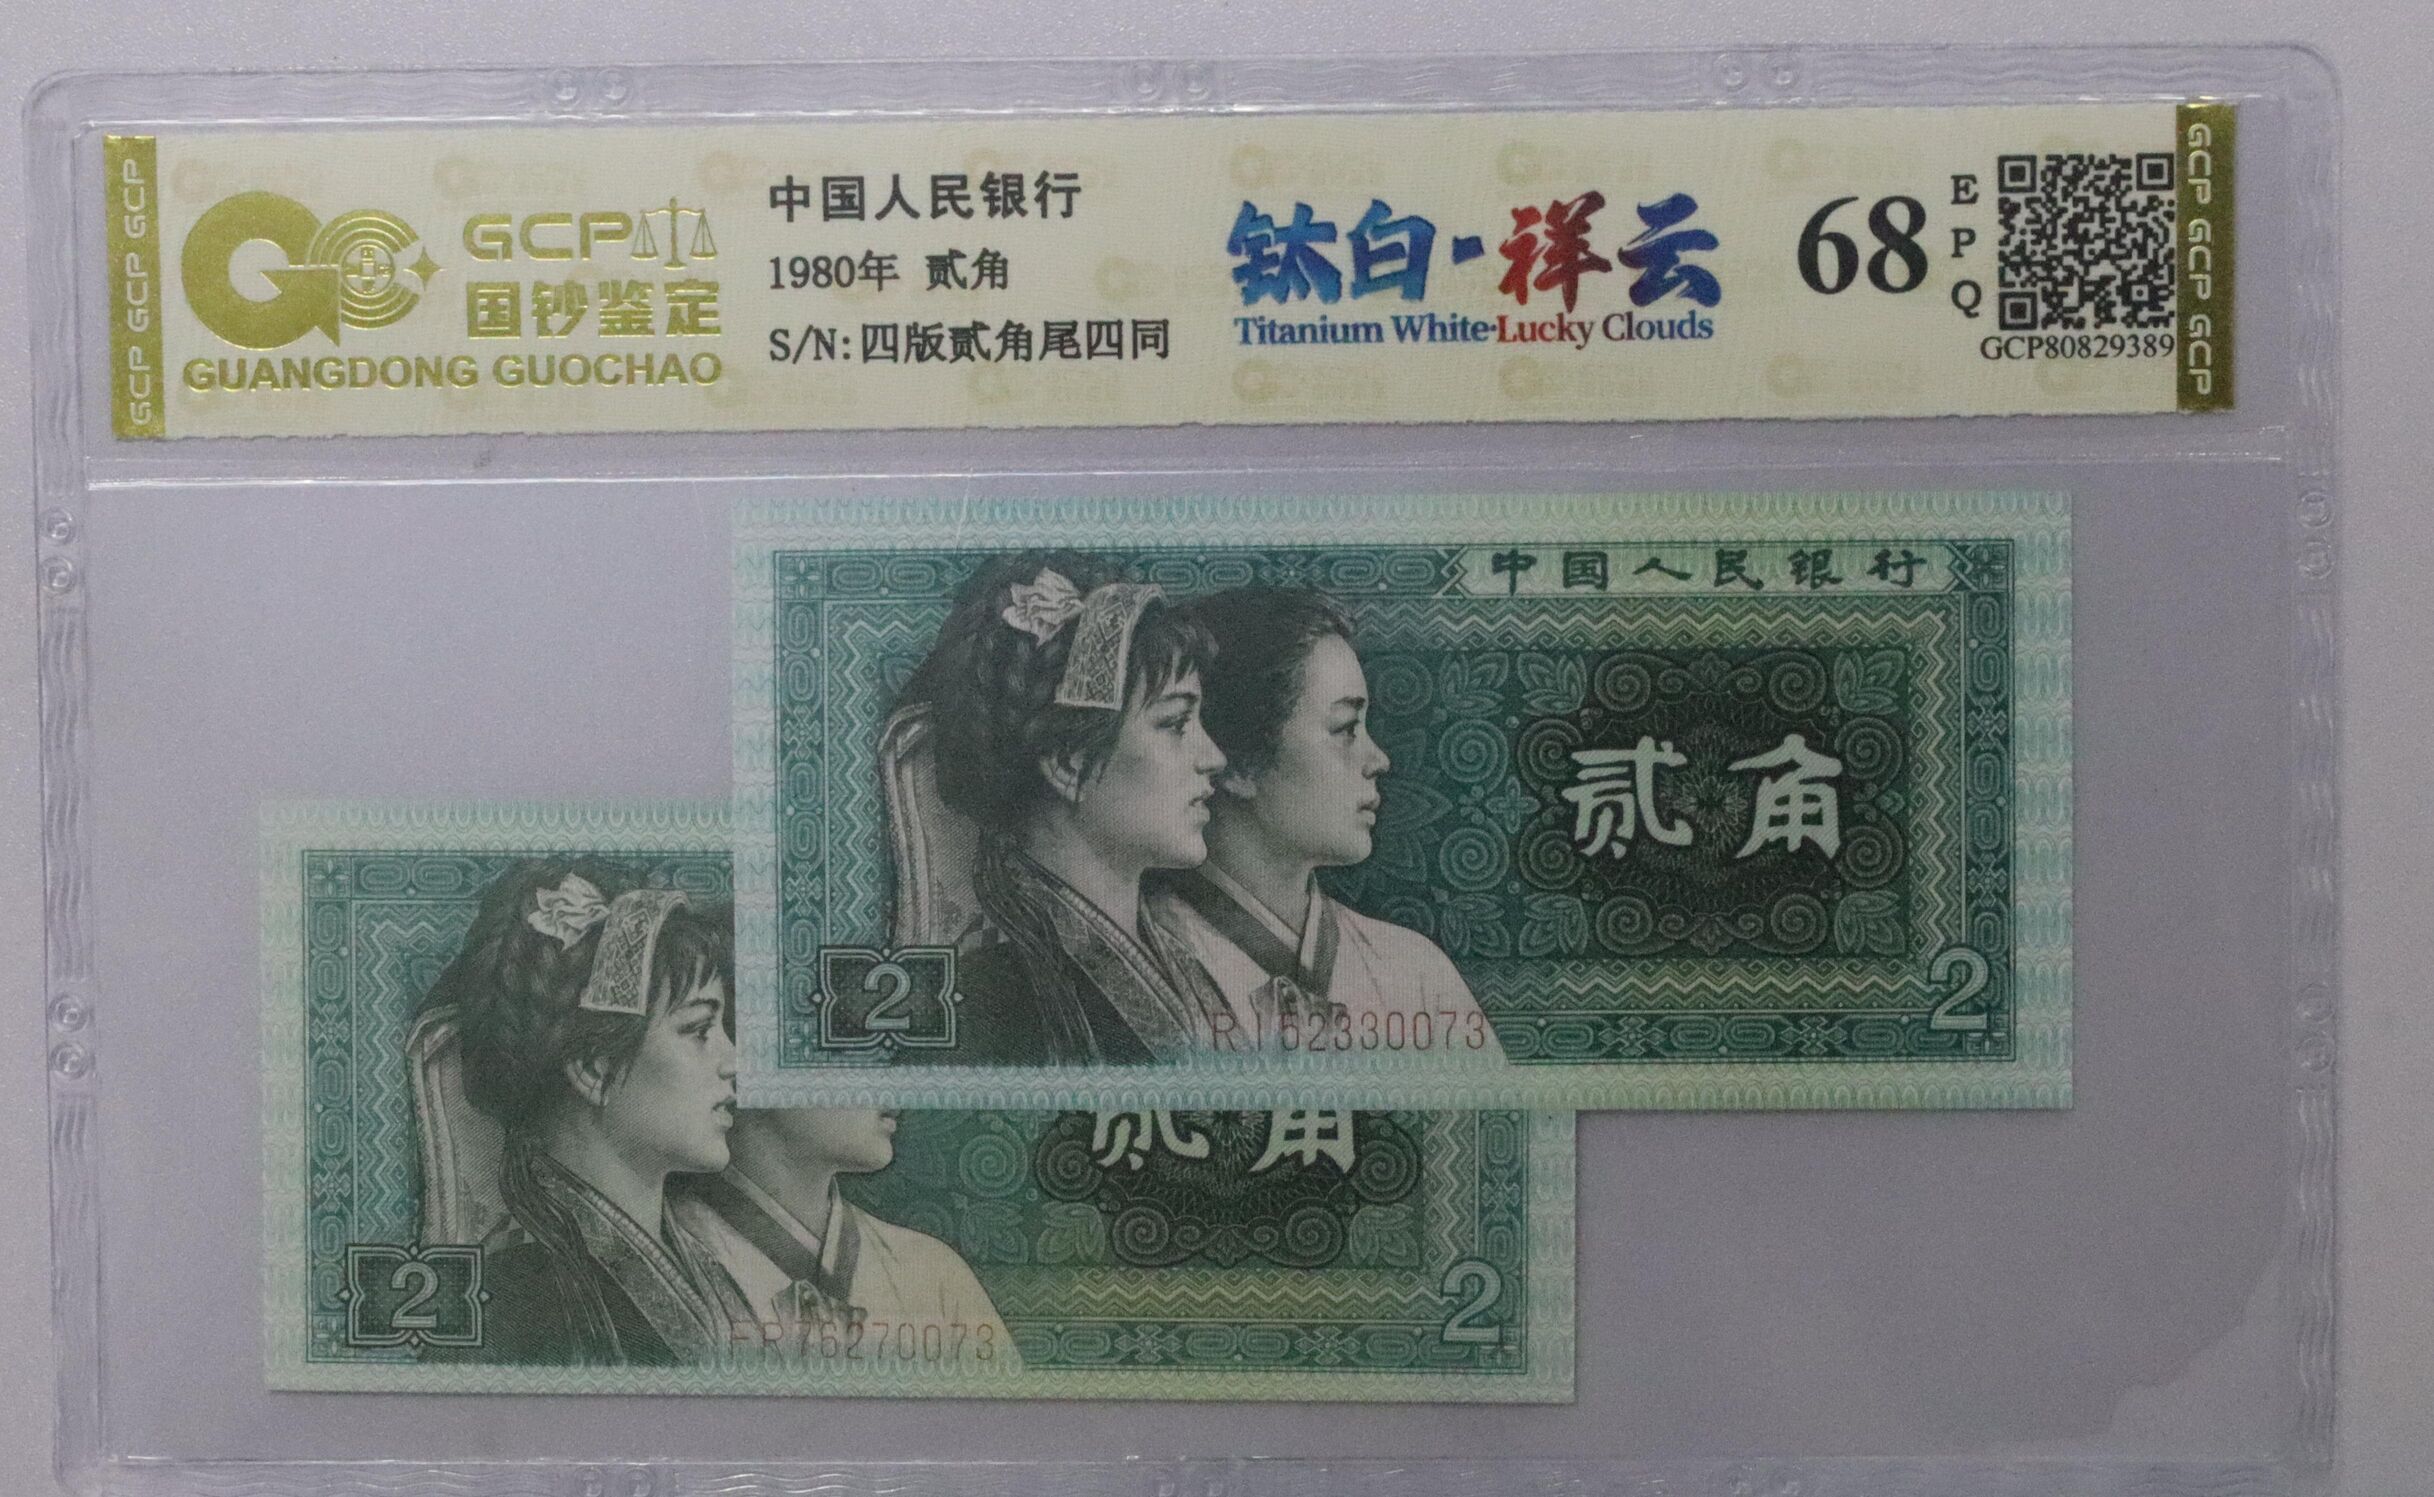 GCP GCP GCP
GCP
国钞鉴定
GUANGDONG GUOCHAO
中国人民银行
1980年 贰角
S/N:四版贰角尾四同
钛白-祥云
Titanium White·Lucky Clouds
68
EPQ
GCP80829389
GCP GCP GCP
中国人民银行
贰角
2
2
RI62330073
贰角
2
2
FR76270073